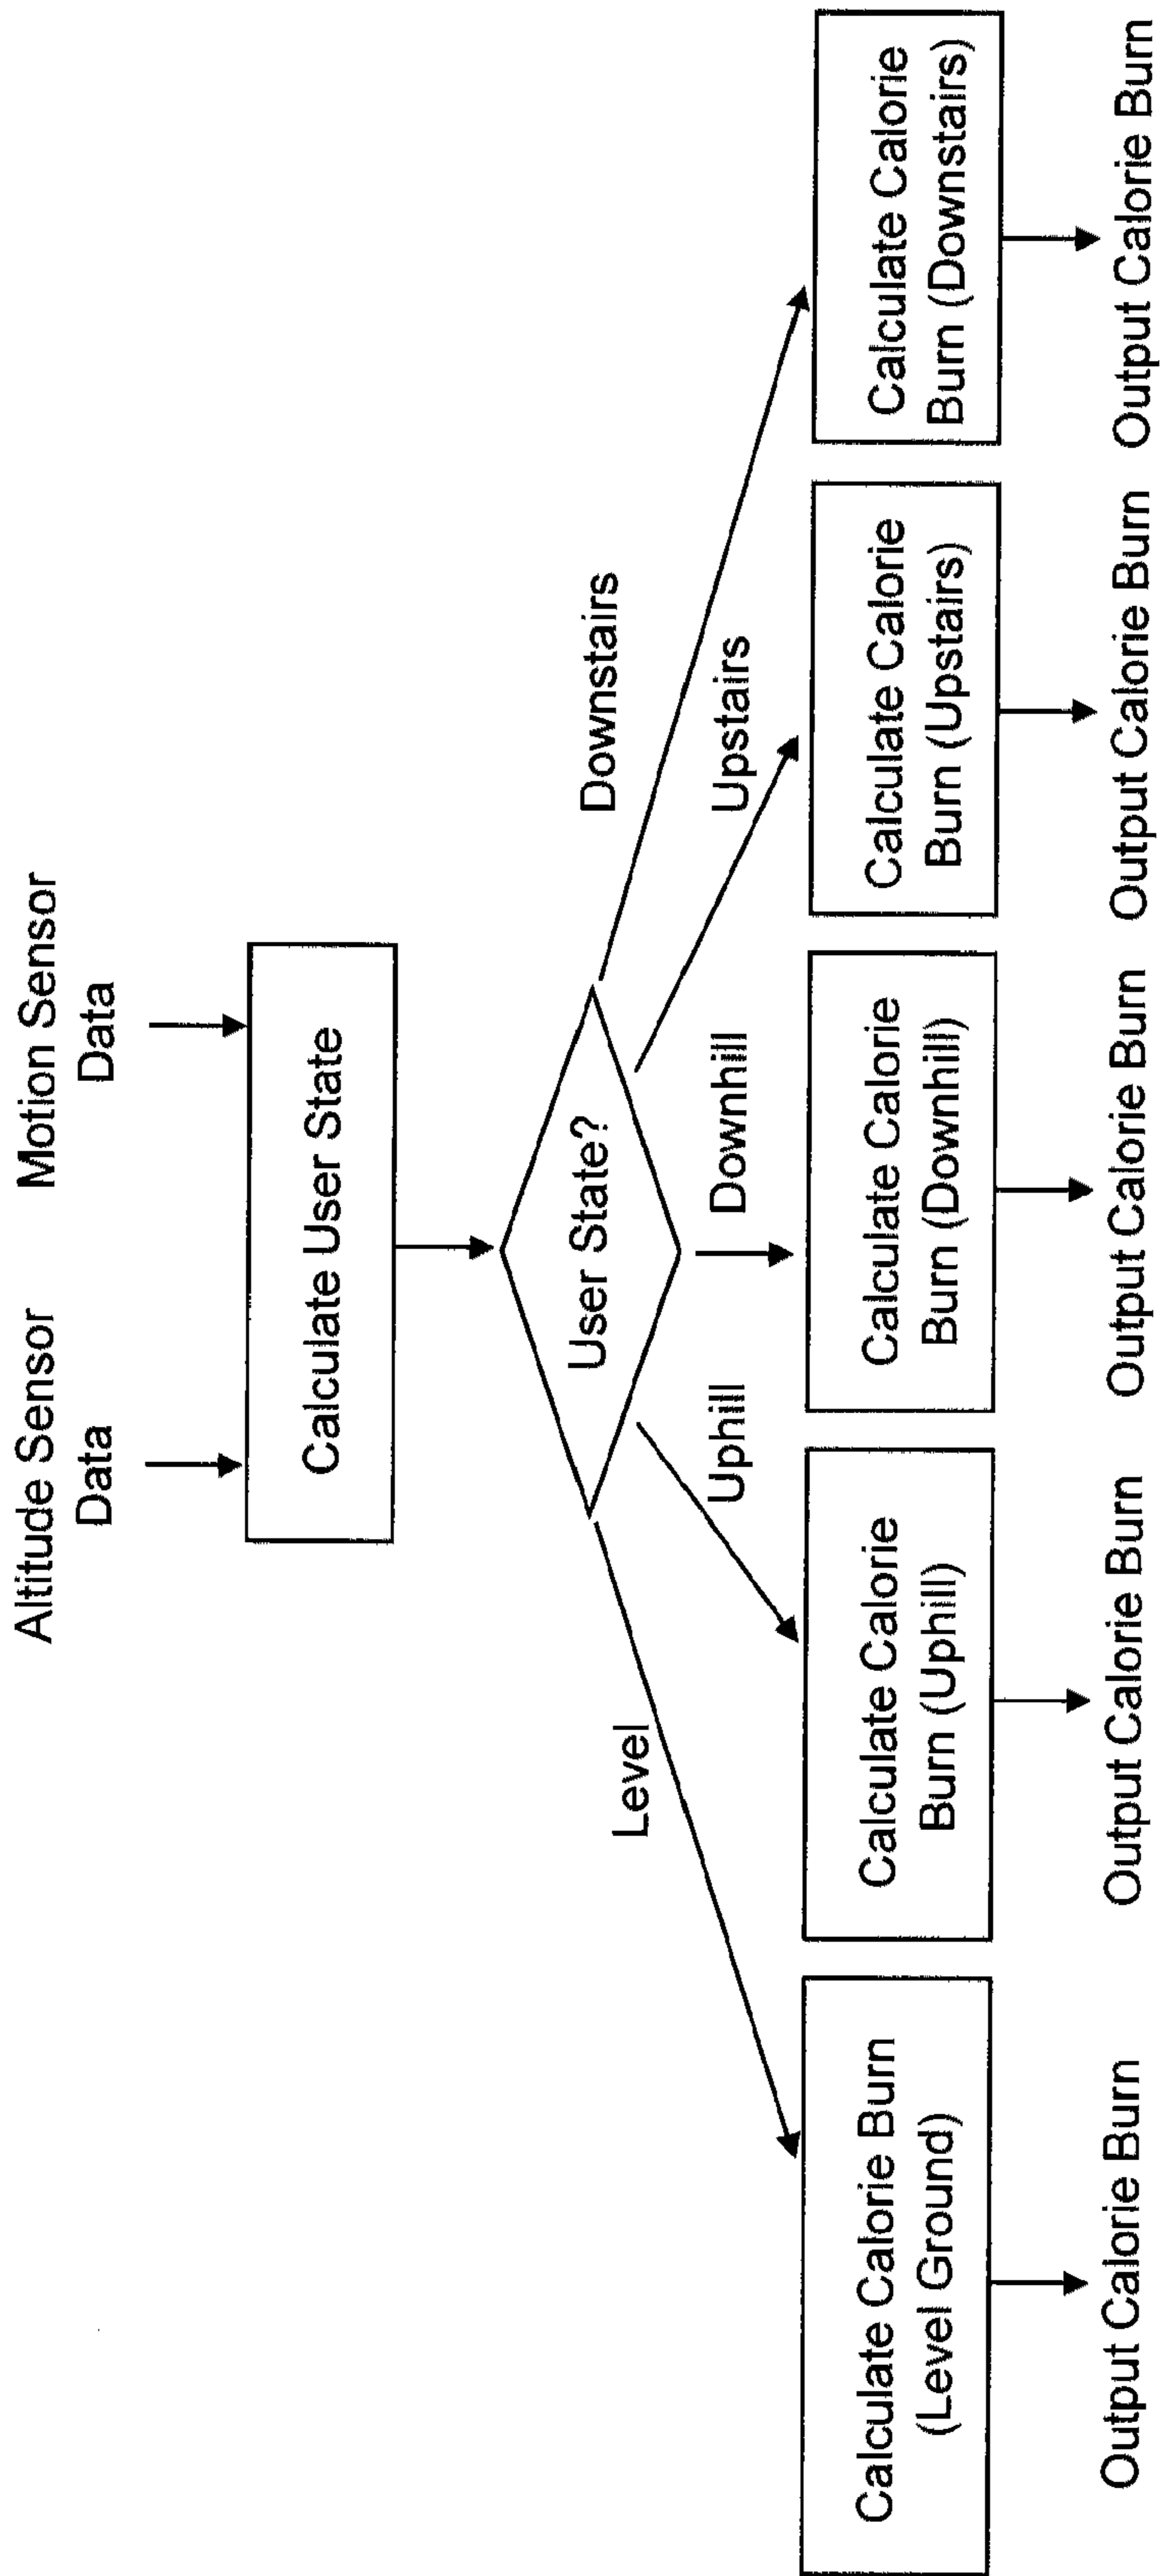 Altitude Sensor
Data
Motion Sensor
Data
Calculate User State
User State?
Level
Uphill
Downhill
Upstairs
Downstairs
Calculate Calorie Burn
(Level Ground)
Calculate Calorie
Burn (Uphill)
Calculate Calorie
Burn (Downhill)
Calculate Calorie
Burn (Upstairs)
Calculate Calorie
Burn (Downstairs)
Output Calorie Burn
Output Calorie Burn
Output Calorie Burn
Output Calorie Burn
Output Calorie Burn